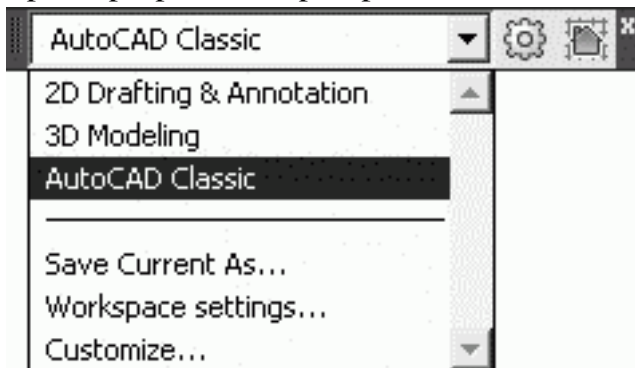 AutoCAD Classic
2D Drafting & Annotation
3D Modeling
AutoCAD Classic
Save Current As...
Workspace settings...
Customize...